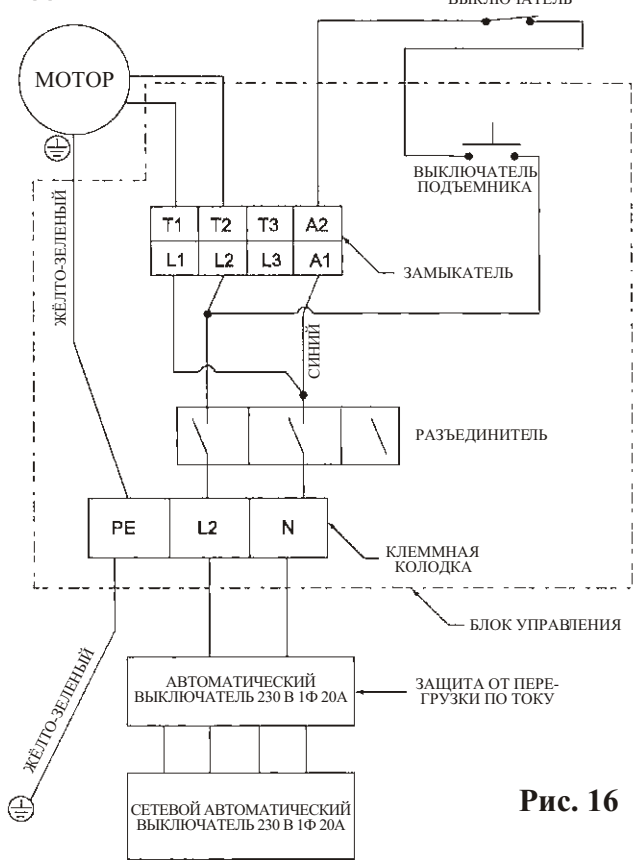 ВЫКЛЮЧАТЕЛЬ
МОТОР
ВЫКЛЮЧАТЕЛЬ
ПОДЪЕМНИКА
ЖЁЛТО-ЗЕЛЕНЫЙ
T1 T2 T3 A2
L1 L2 L3 A1
ЗАМЫКАТЕЛЬ
СИНИЙ
РАЗЪЕДИНИТЕЛЬ
PE L2 N
КЛЕММНАЯ
КОЛОДКА
БЛОК УПРАВЛЕНИЯ
ЖЁЛТО-ЗЕЛЕНЫЙ
АВТОМАТИЧЕСКИЙ
ВЫКЛЮЧАТЕЛЬ 230 В 1Ф 20А
ЗАЩИТА ОТ ПЕРЕ-
ГРУЗКИ ПО ТОКУ
СЕТЕВОЙ АВТОМАТИЧЕСКИЙ
ВЫКЛЮЧАТЕЛЬ 230 В 1Ф 20А
Рис. 16